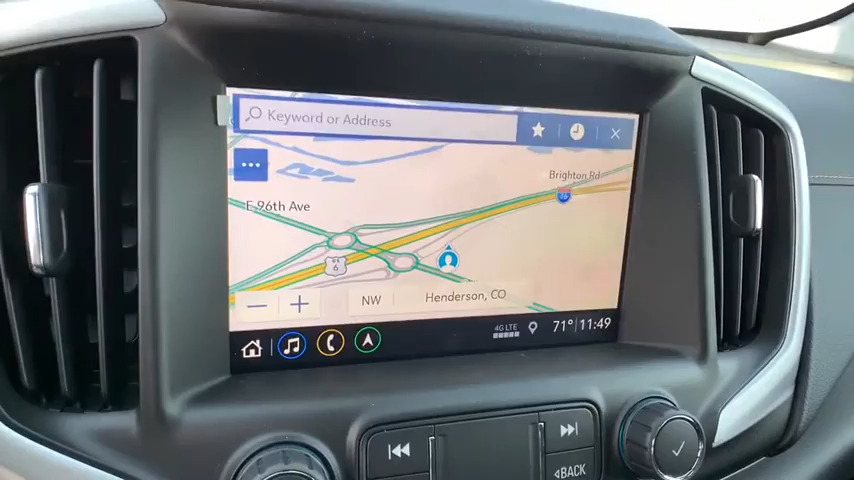 Keyword or Address
Brighton Rd
76
E 96th Ave
6
NW
Henderson, CO
4G LTE
71° 11:49
BACK